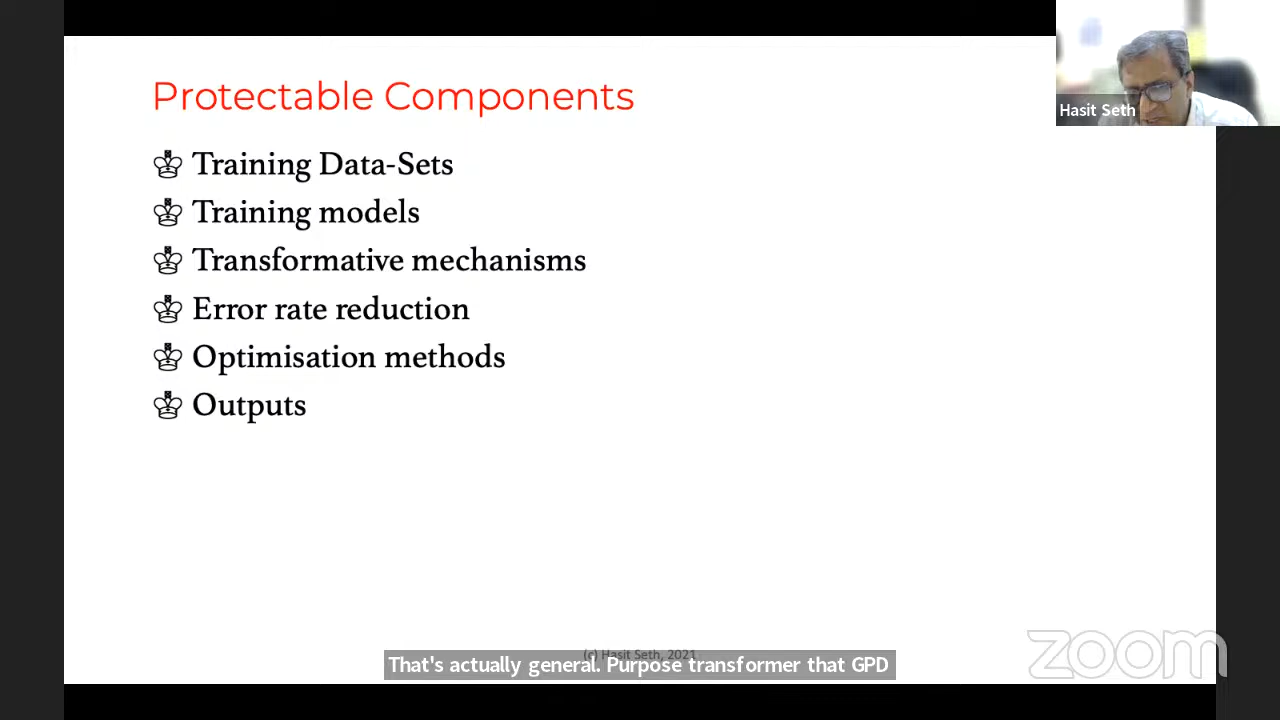 Protectable Components
Hasit Seth
♔ Training Data-Sets
♔ Training models
♔ Transformative mechanisms
♔ Error rate reduction
♔ Optimisation methods
♔ Outputs
(c) Hasit Seth, 2021
That's actually general. Purpose transformer that GPD
zoom